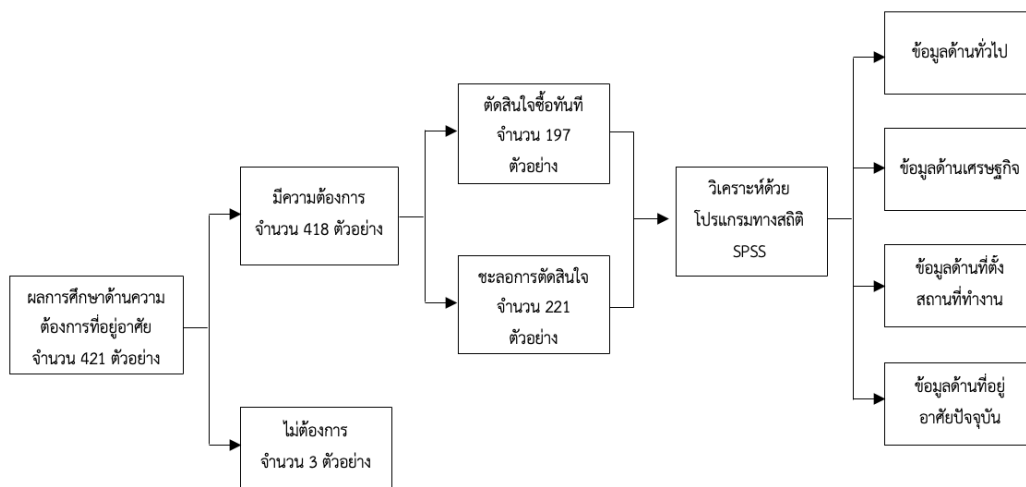 ผลการศึกษาด้านความ
ต้องการที่อยู่อาศัย
จำนวน 421 ตัวอย่าง
มีความต้องการ
จำนวน 418 ตัวอย่าง
ไม่ต้องการ
จำนวน 3 ตัวอย่าง
ตัดสินใจซื้อทันที
จำนวน 197
ตัวอย่าง
ชะลอการตัดสินใจ
จำนวน 221
ตัวอย่าง
วิเคราะห์ด้วย
โปรแกรมทางสถิติ
SPSS
ข้อมูลด้านทั่วไป
ข้อมูลด้านเศรษฐกิจ
ข้อมูลด้านที่ตั้ง
สถานที่ทำงาน
ข้อมูลด้านที่อยู่
อาศัยปัจจุบัน